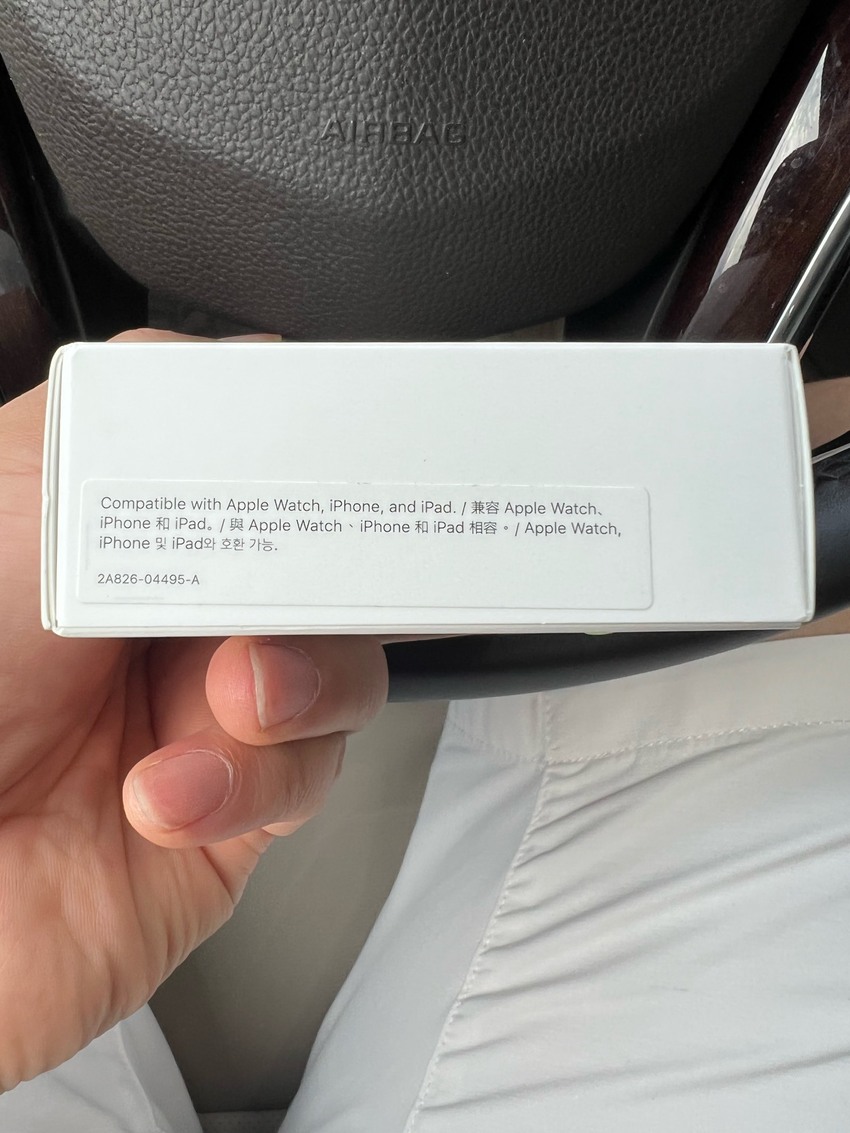 AIRBAG
Compatible with Apple Watch, iPhone, and iPad. / 兼容 Apple Watch、
iPhone 和 iPad。/ 與 Apple Watch、iPhone 和 iPad 相容。/ Apple Watch,
iPhone 및 iPad와 호환 가능.
2A826-04495-A